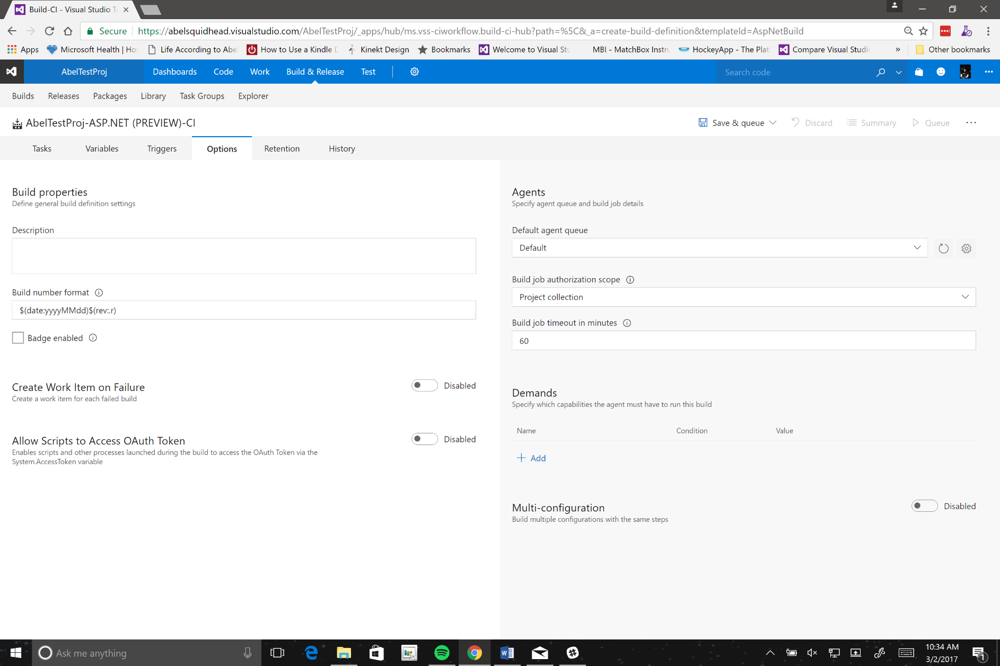 Build-CI - Visual Studio T
Secure
https://abelsquidhead.visualstudio.com/AbelTestProj/_apps/hub/ms.vss-ciworkflow.build-ci-hub?path=%5C&_a=create-build-definition&templateId=AspNetBuild
Apps
Microsoft Health | Ho
Life According to Abe
How to Use a Kindle
Kinekt Design
Bookmarks
Welcome to Visual Stu
MBI - MatchBox Instru
HockeyApp - The Plat
Compare Visual Studi
»
Other bookmarks
AbelTestProj
Dashboards
Code
Work
Build & Release
Test
Search code
Builds
Releases
Packages
Library
Task Groups
Explorer
AbelTestProj-ASP.NET (PREVIEW)-CI
Save & queue
Discard
Summary
Queue
Tasks
Variables
Triggers
Options
Retention
History
Build properties
Define general build definition settings
Description
Build number format
$(date:yyyyMMdd)$(rev:.r)
Badge enabled
Create Work Item on Failure
Create a work item for each failed build
Disabled
Allow Scripts to Access OAuth Token
Enables scripts and other processes launched during the build to access the OAuth Token via the
System.AccessToken variable
Disabled
Agents
Specify agent queue and build job details
Default agent queue
Default
Build job authorization scope
Project collection
Build job timeout in minutes
60
Demands
Specify which capabilities the agent must have to run this build
Name
Condition
Value
Add
Multi-configuration
Build multiple configurations with the same steps
Disabled
Ask me anything
10:34 AM
3/2/2017
1